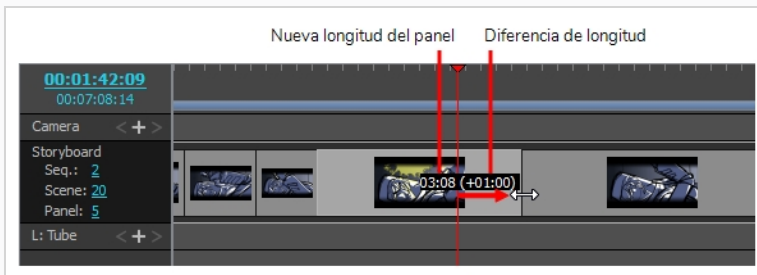 Nueva longitud del panel Diferencia de longitud
00:01:42:09
00:07:08:14
Camera < + >
Storyboard
Seq.: 2
Scene: 20
Panel: 5
03:08 (+01:00)
L: Tube < + >